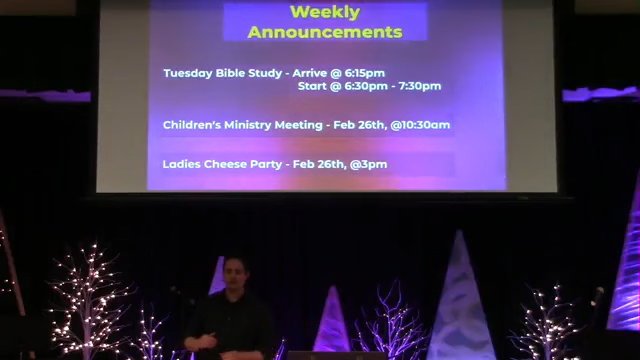 Weekly
Announcements
Tuesday Bible Study - Arrive @ 6:15pm
Start @ 6:30pm - 7:30pm
Children's Ministry Meeting - Feb 26th, @10:30am
Ladies Cheese Party - Feb 26th, @3pm